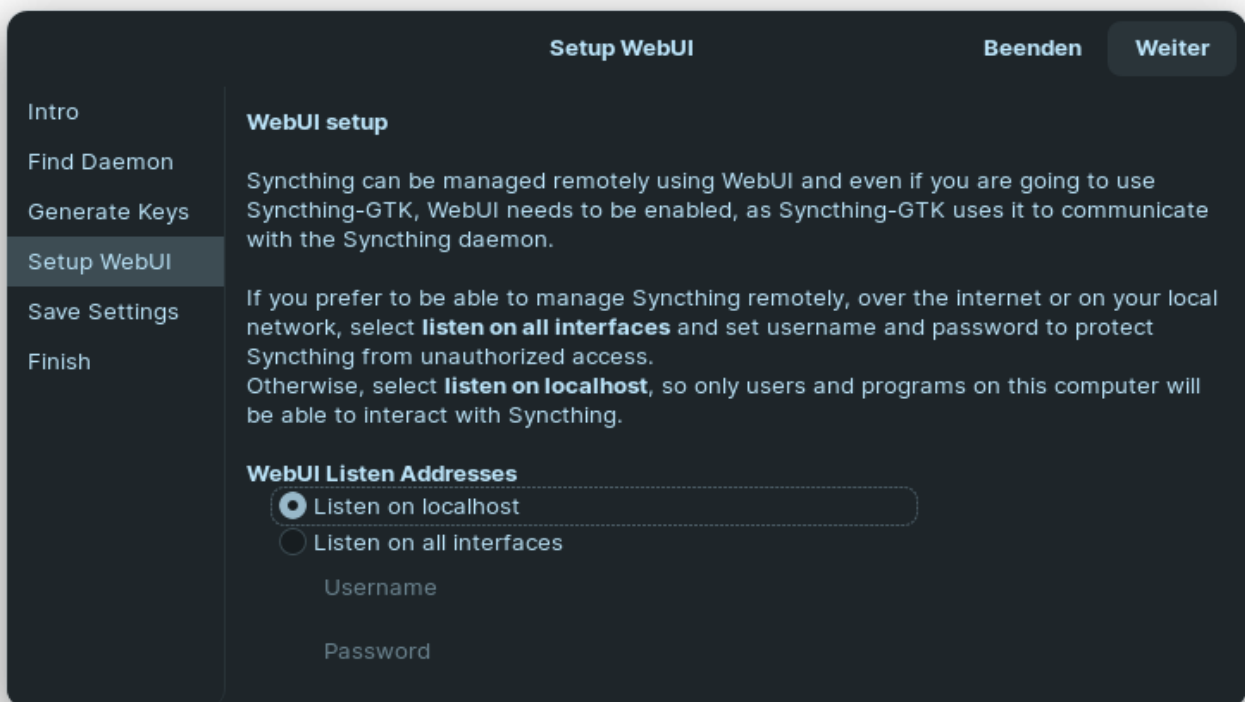 Setup WebUI
Beenden
Weiter
Intro
Find Daemon
Generate Keys
Setup WebUI
Save Settings
Finish
WebUI setup
Syncthing can be managed remotely using WebUI and even if you are going to use
Syncthing-GTK, WebUI needs to be enabled, as Syncthing-GTK uses it to communicate
with the Syncthing daemon.
If you prefer to be able to manage Syncthing remotely, over the internet or on your local
network, select listen on all interfaces and set username and password to protect
Syncthing from unauthorized access.
Otherwise, select listen on localhost, so only users and programs on this computer will
be able to interact with Syncthing.
WebUI Listen Addresses
Listen on localhost
Listen on all interfaces
Username
Password